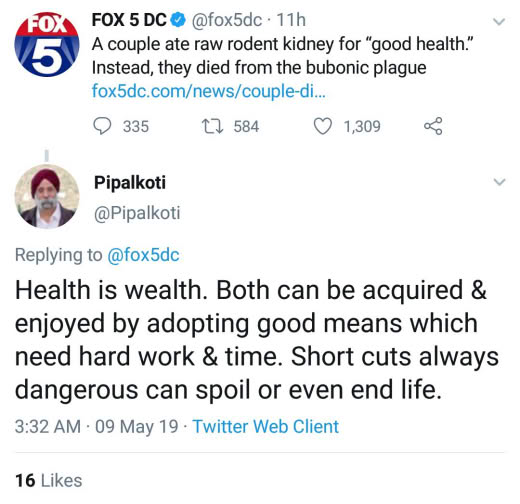 FOX
5
FOX 5 DC @fox5dc · 11h
A couple ate raw rodent kidney for “good health.”
Instead, they died from the bubonic plague
fox5dc.com/news/couple-di...
335 584 1,309
Pipalkoti
@Pipalkoti
Replying to @fox5dc
Health is wealth. Both can be acquired &
enjoyed by adopting good means which
need hard work & time. Short cuts always
dangerous can spoil or even end life.
3:32 AM · 09 May 19 · Twitter Web Client
16 Likes